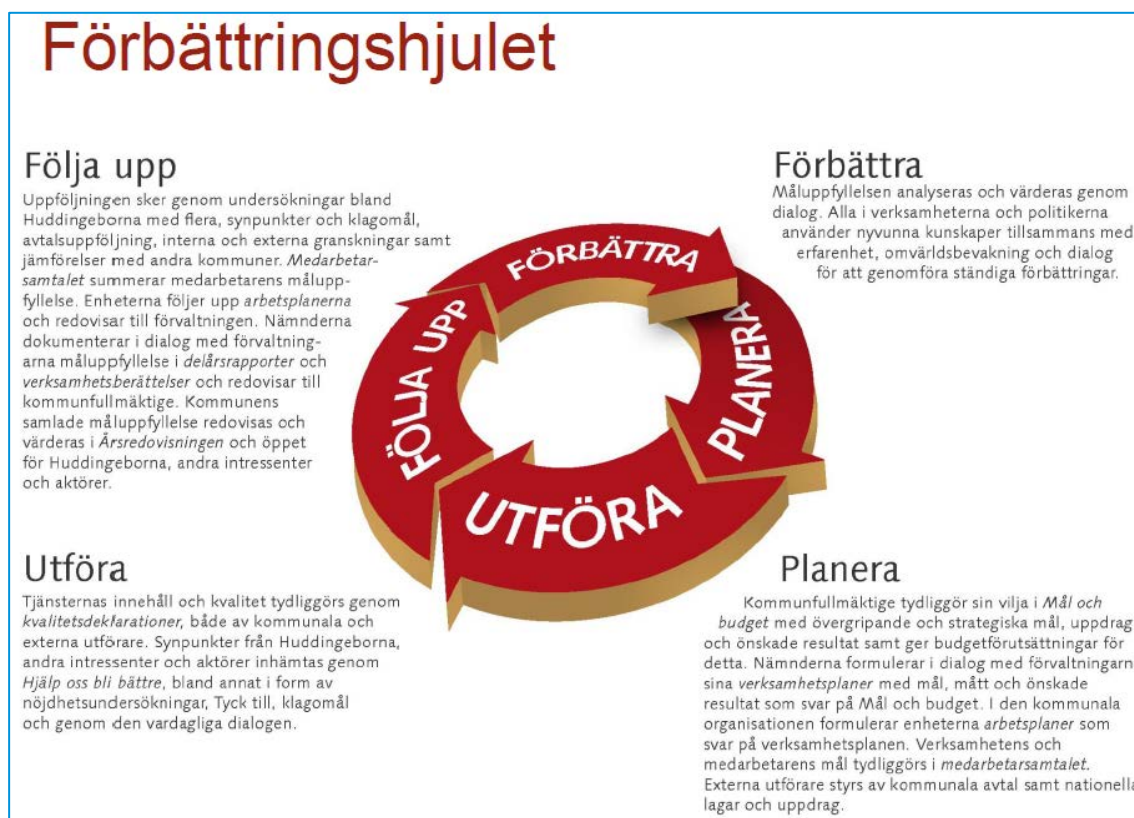 Förbättringshjulet
Följa upp
Uppföljningen sker genom undersökningar bland
Huddingeborna med flera, synpunkter och klagomål,
avtalsuppföljning, interna och externa granskningar samt
jämförelser med andra kommuner. Medarbetar-
samtalet summerar medarbetarens måluppfyllelse
fyllelse. Enheterna följer upp arbetsplanerna
och redovisar till förvaltningen. Nämnderna
dokumenterar i dialog med förvaltning-
arna måluppfyllelse i delårsrapporter och
verksamhetsberättelser och redovisar till
kommunfullmäktige. Kommunens
samlade måluppfyllelse redovisas och
värderas i Årsredovisningen och öppet
för Huddingeborna, andra intressenter
och aktörer.
Förbättra
Måluppfyllelsen analyseras och värderas genom
dialog. Alla i verksamheterna och politikerna
använder nyvunna kunskaper tillsammans med
erfarenhet, omvärldsbevakning och dialog
för att genomföra ständiga förbättringar.
FÖRBÄTTRA
PLANERA
UTFÖRA
FÖLJA UPP
Utföra
Tjänsternas innehåll och kvalitet tydliggörs genom
kvalitetsdeklarationer, både av kommunala och
externa utförare. Synpunkter från Huddingeborna,
andra intressenter och aktörer inhämtas genom
Hjälp oss bli bättre, bland annat i form av
nöjdhetsundersökningar, Tyck till, klagomål
och genom den vardagliga dialogen.
Planera
Kommunfullmäktige tydliggör sin vilja i Mål och
budget med övergripande och strategiska mål, uppdrag
och önskade resultat samt ger budgetförutsättningar för
detta. Nämnderna formulerar i dialog med förvaltningarn
sina verksamhetsplaner med mål, mått och önskade
resultat som svar på Mål och budget. I den kommunala
organisationen formulerar enheterna arbetsplaner som
svar på verksamhetsplanen. Verksamhetens och
medarbetarens mål tydliggörs i medarbetarsamtalet.
Externa utförare styrs av kommunala avtal samt nationella
lagar och uppdrag.